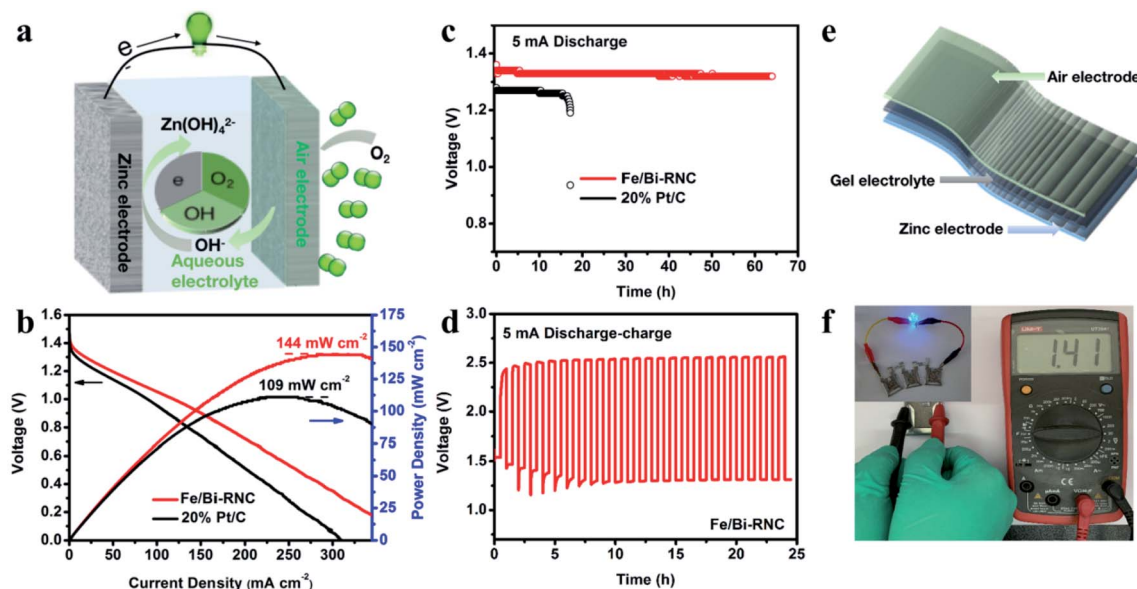 a
e⁻
Zn(OH)₄²⁻
Zinc electrode
Air electrode
e
O₂
OH
OH⁻
Aqueous
electrolyte
O₂
b
1.6
1.4
1.2
1.0
0.8
0.6
0.4
0.2
0.0
Voltage (V)
0
50
100
150
200
250
300
Current Density (mA cm⁻²)
175
150
125
100
75
50
25
0
Power Density (mW cm⁻²)
144 mW cm⁻²
109 mW cm⁻²
Fe/Bi-RNC
20% Pt/C
c
5 mA Discharge
1.4
1.2
1.0
0.8
Voltage (V)
Fe/Bi-RNC
20% Pt/C
0
10
20
30
40
50
60
70
Time (h)
d
5 mA Discharge-charge
3.0
2.5
2.0
1.5
1.0
Voltage (V)
Fe/Bi-RNC
0
5
10
15
20
25
Time (h)
e
Air electrode
Gel electrolyte
Zinc electrode
f
UNI-T
1.41
CE